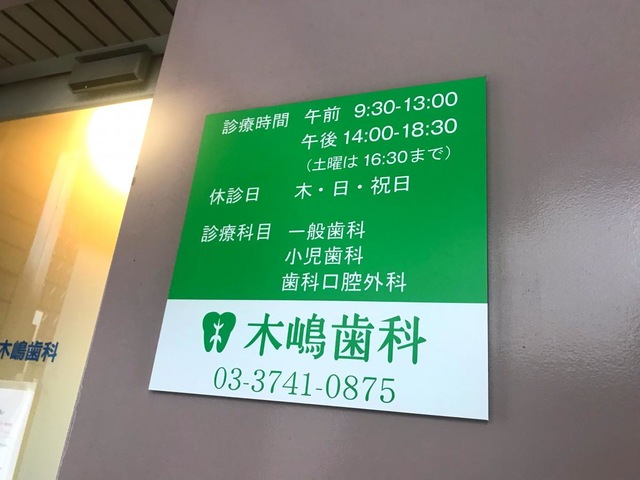 診療時間 午前 9:30-13:00
午後 14:00-18:30
（土曜は 16:30まで）
休診日 木・日・祝日
診療科目 一般歯科
小児歯科
歯科口腔外科
木嶋歯科
03-3741-0875
木嶋歯科